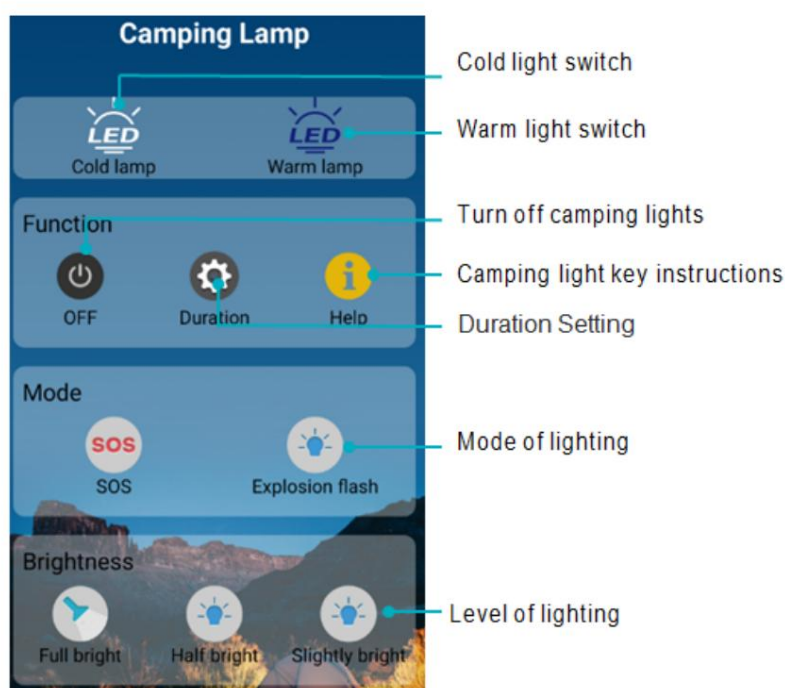 Camping Lamp
Cold light switch
LED
LED
Warm light switch
Cold lamp
Warm lamp
Function
Turn off camping lights
Camping light key instructions
OFF
Duration
Help
Duration Setting
Mode
SOS
Mode of lighting
SOS
Explosion flash
Brightness
Level of lighting
Full bright
Half bright
Slightly bright